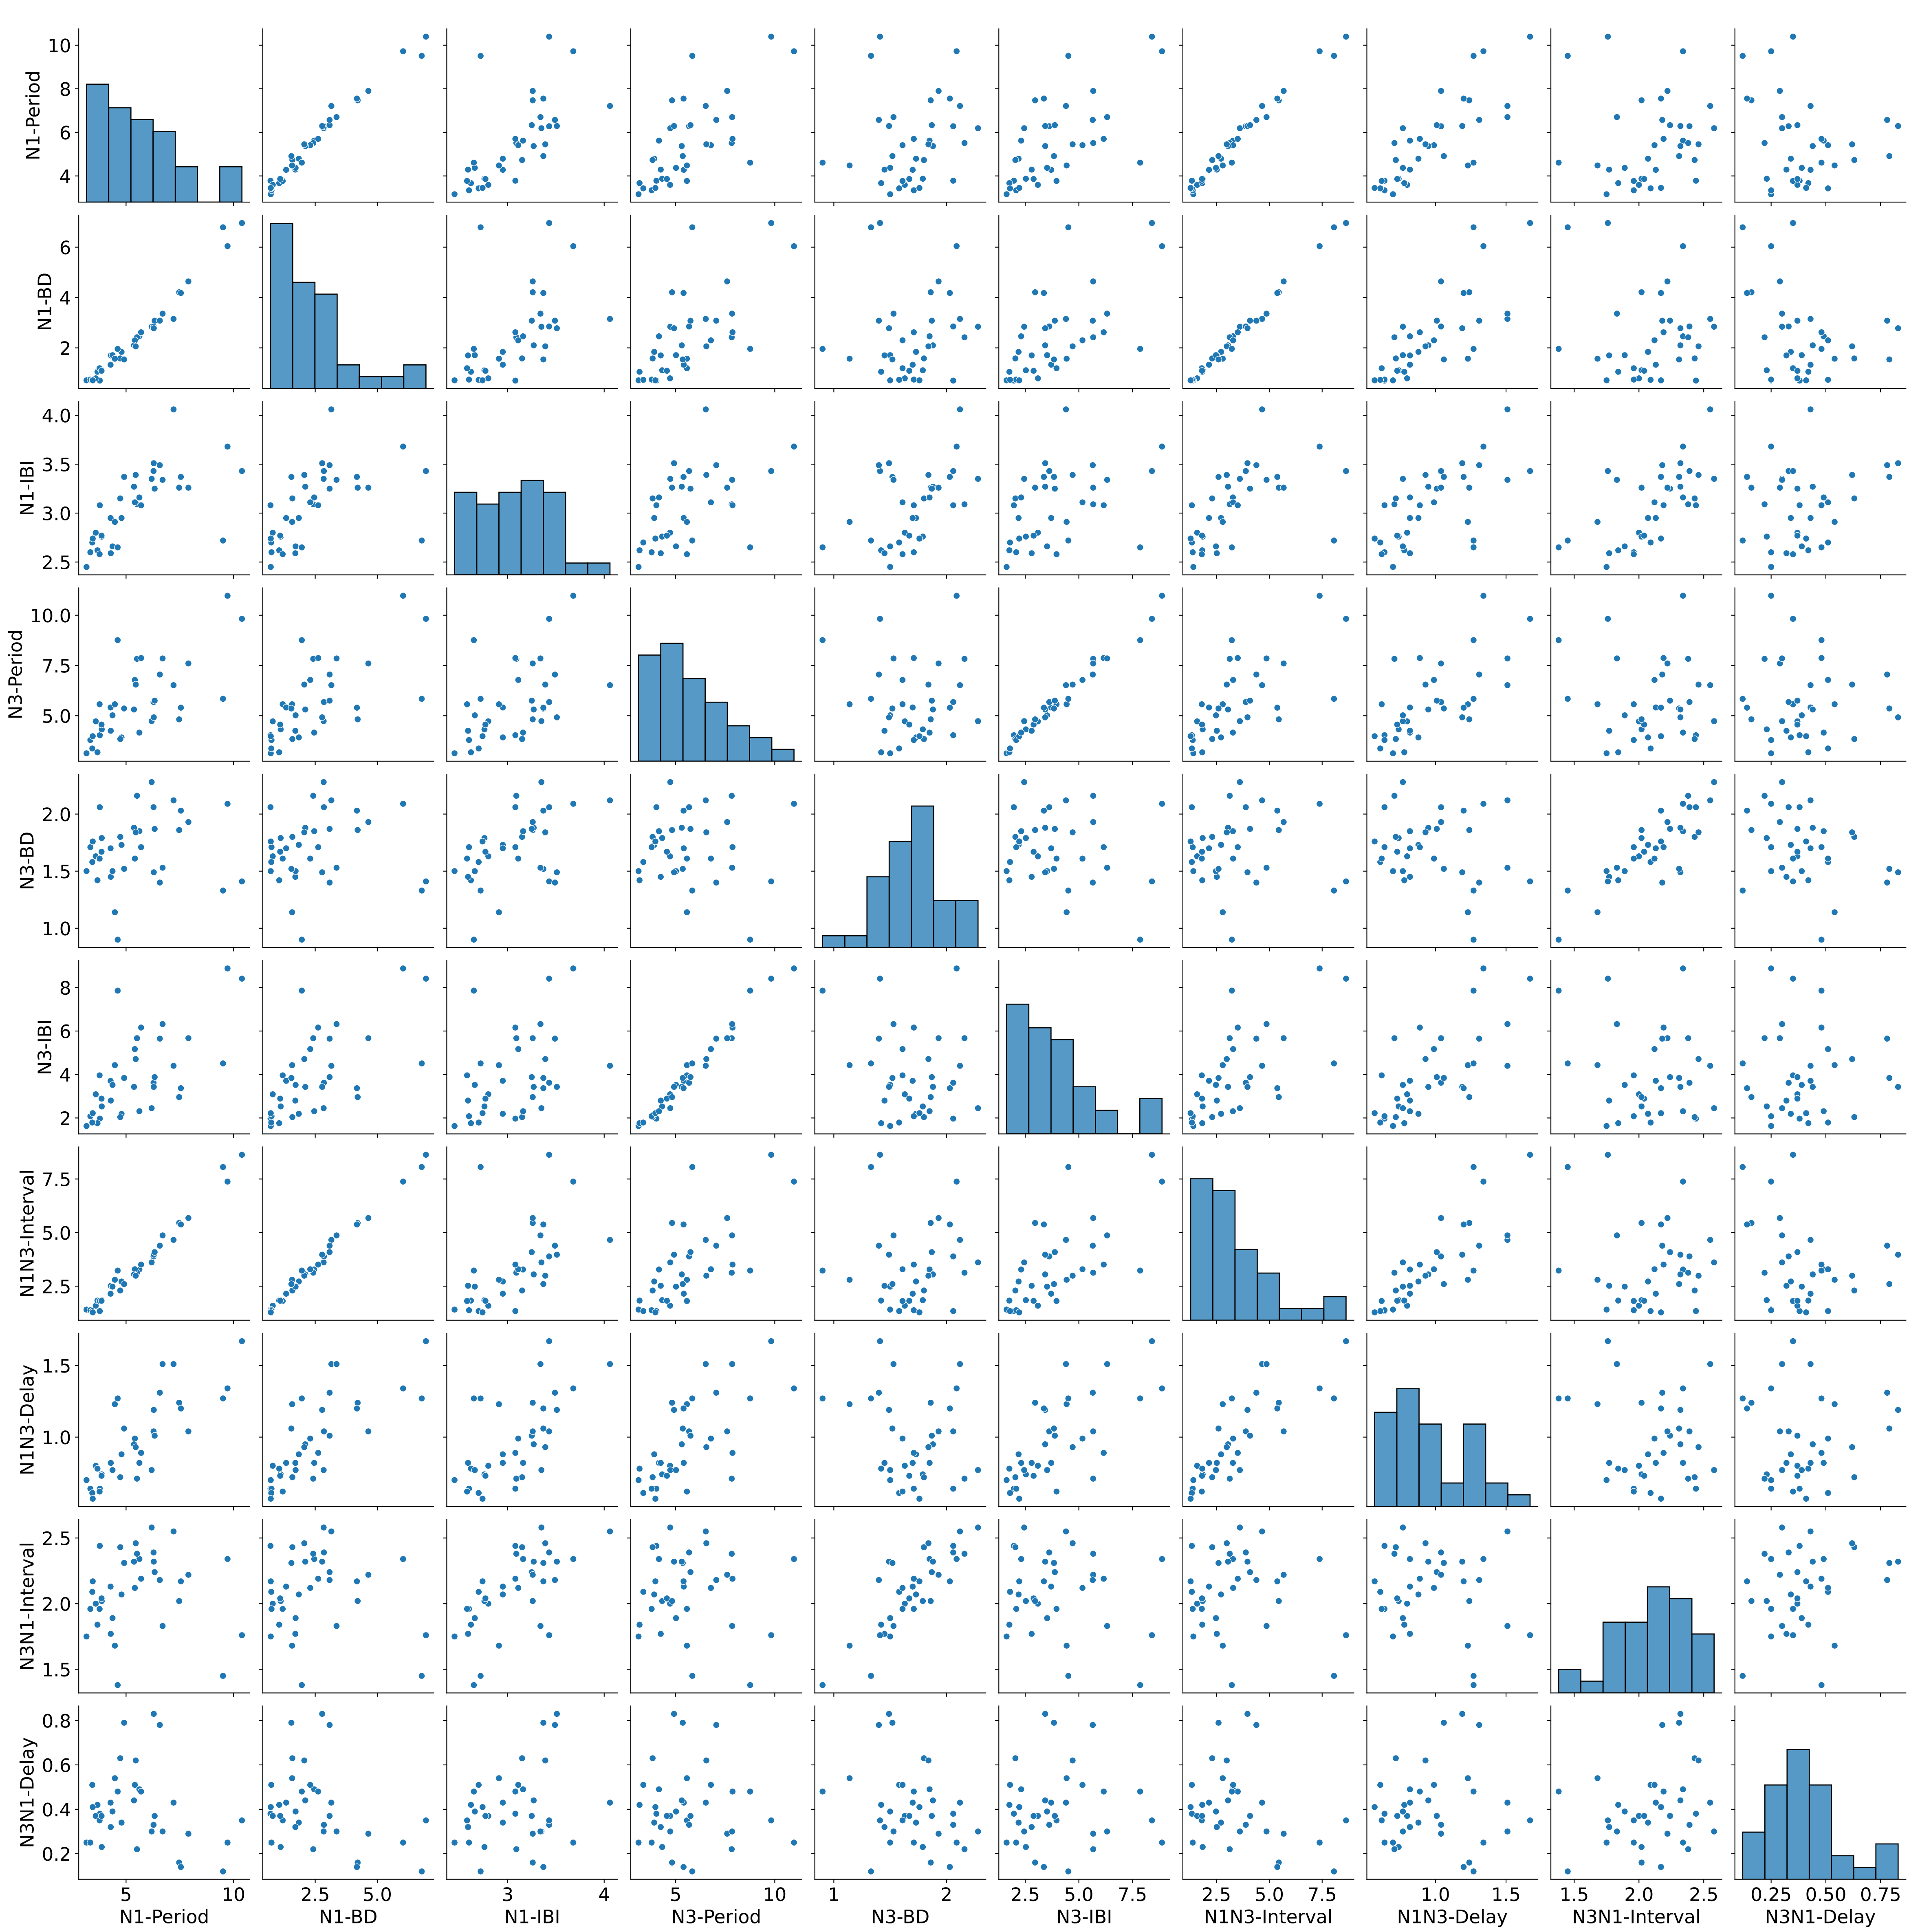 10
8
6
4
N1-Period
6
4
2
N1-BD
4.0
3.5
3.0
2.5
N1-IBI
10.0
7.5
5.0
N3-Period
2.0
1.5
1.0
N3-BD
8
6
4
2
N3-IBI
7.5
5.0
2.5
N1N3-Interval
1.5
1.0
N1N3-Delay
2.5
2.0
1.5
N3N1-Interval
0.8
0.6
0.4
0.2
N3N1-Delay
5 10 2.5 5.0 3 4 5 10 1 2 2.5 5.0 7.5 2.5 5.0 7.5 1.0 1.5 1.5 2.0 2.5 0.25 0.50 0.75
N1-Period N1-BD N1-IBI N3-Period N3-BD N3-IBI N1N3-Interval N1N3-Delay N3N1-Interval N3N1-Delay